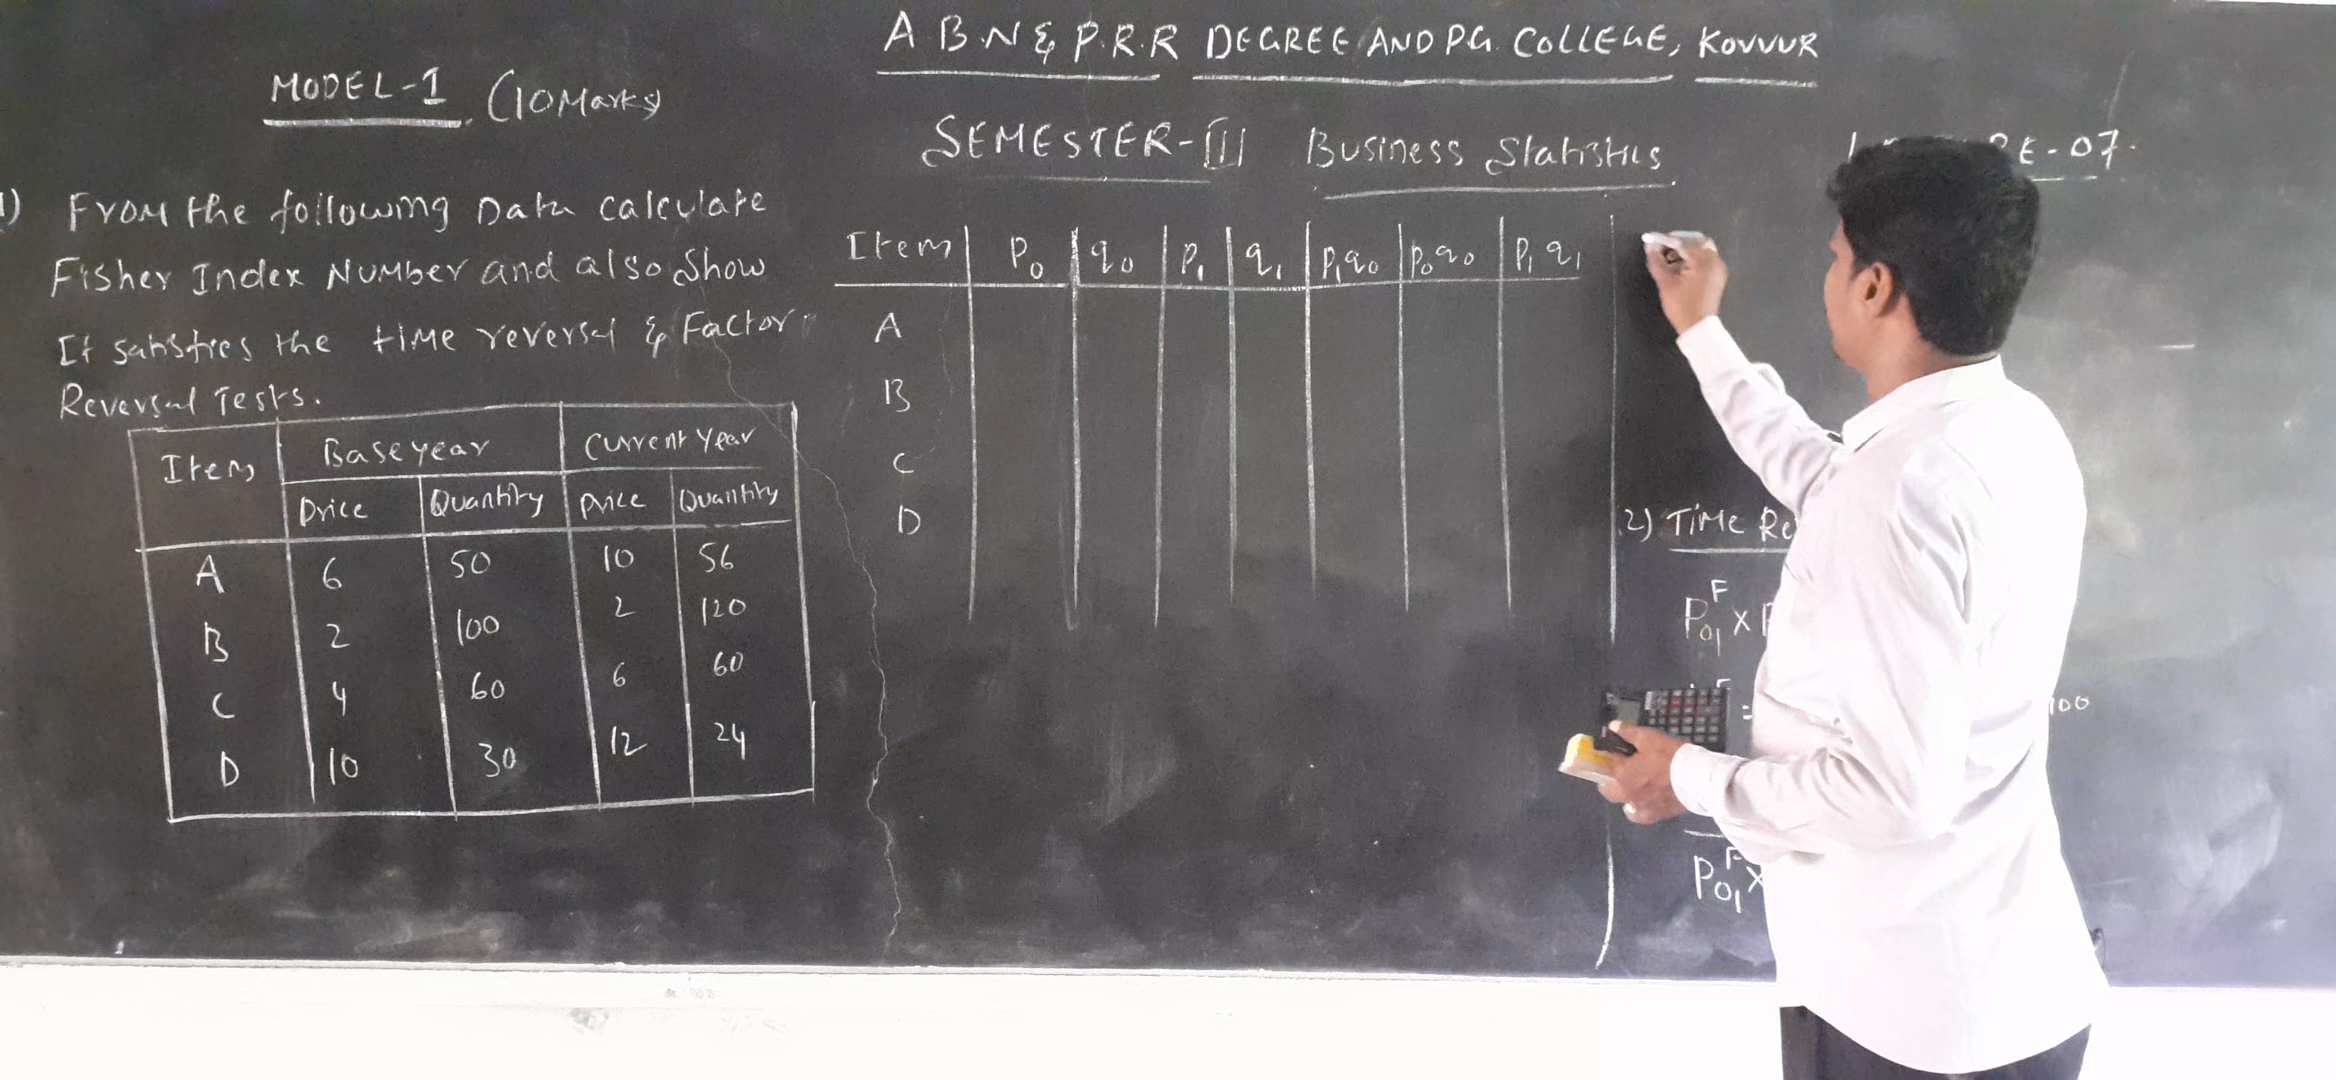 A B.N & P.R.R DEGREE AND PG. COLLEGE, KOVVUR
MODEL-I (10 Marks)
SEMESTER-III Business Statistics
E-07.
1) From the following Data calculate
Fisher Index Number and also Show
It satisfies the time reversal & Factor
Reversal Tests.
Item Base year Current Year
Price Quantity Price Quantity
A 6 50 10 56
B 2 100 2 120
C 4 60 6 60
D 10 30 12 24
Item P₀ q₀ P₁ q₁ P₁q₀ P₀q₀ P₁q₁
A
B
C
D
2) Time Re
P₀₁ᶠ X P
=
100
P₀₁ᶠ X